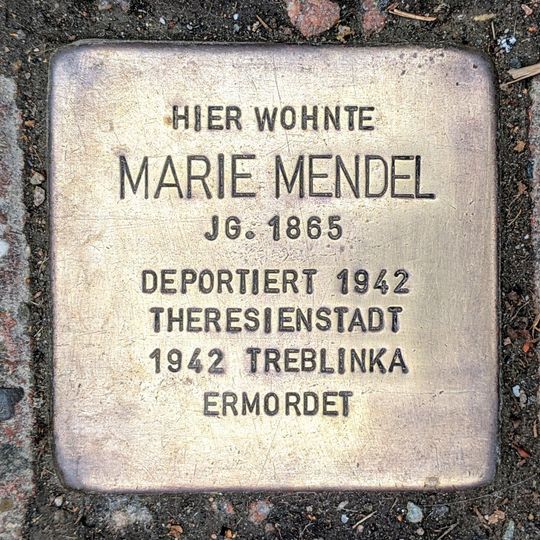 HIER WOHNTE
MARIE MENDEL
JG. 1865
DEPORTIERT 1942
THERESIENSTADT
1942 TREBLINKA
ERMORDET